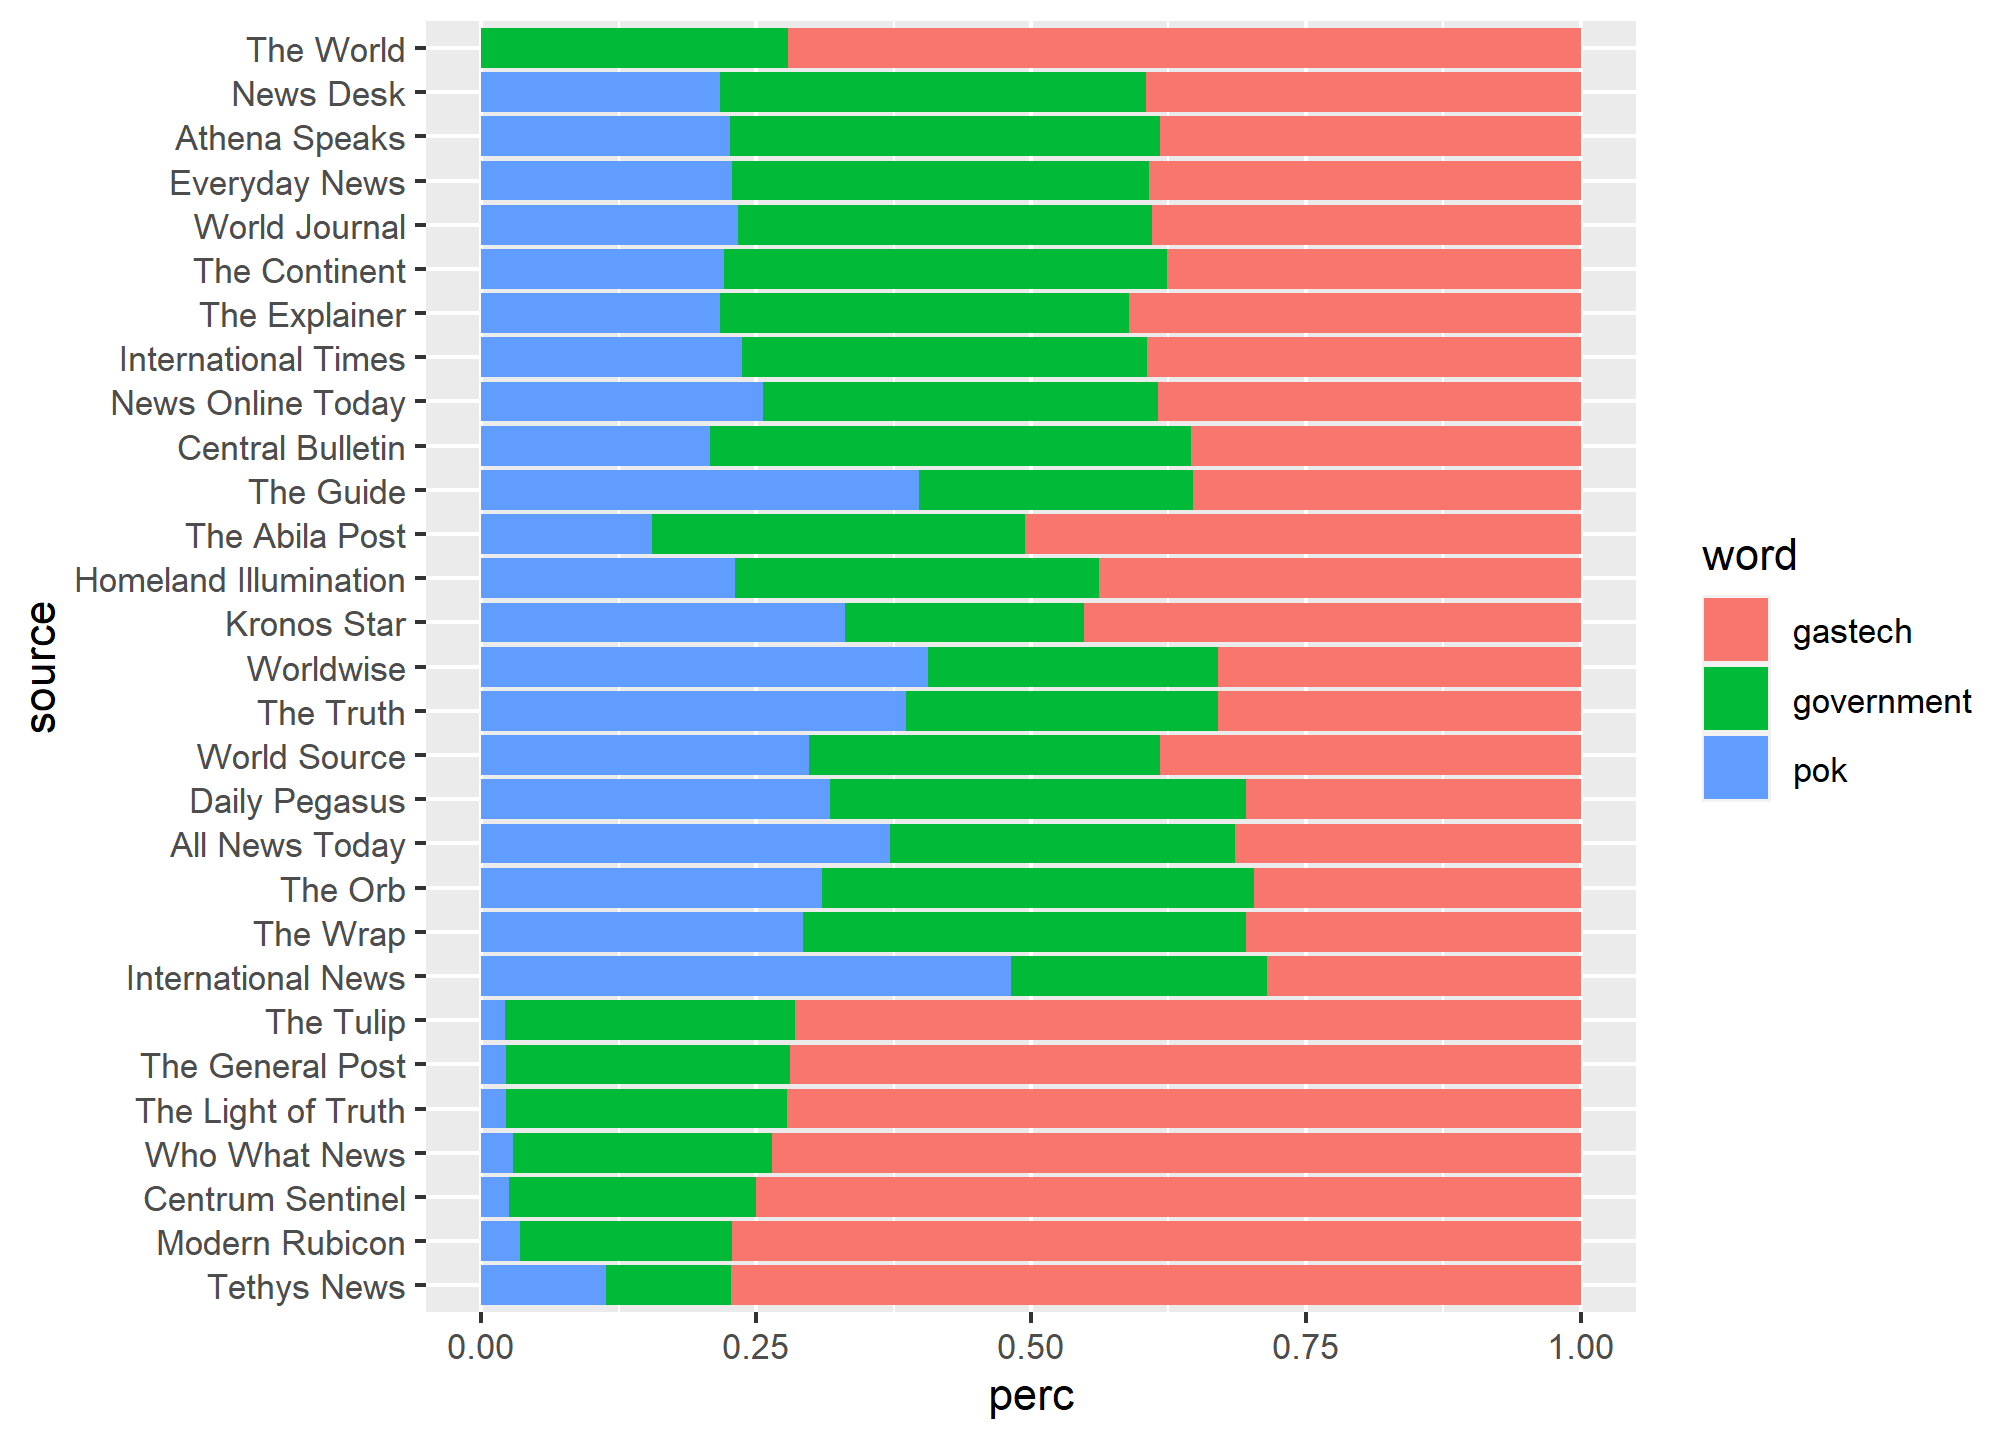 The World
News Desk
Athena Speaks
Everyday News
World Journal
The Continent
The Explainer
International Times
News Online Today
Central Bulletin
The Guide
The Abila Post
Homeland Illumination
Kronos Star
Worldwise
The Truth
World Source
Daily Pegasus
All News Today
The Orb
The Wrap
International News
The Tulip
The General Post
The Light of Truth
Who What News
Centrum Sentinel
Modern Rubicon
Tethys News
source
0.00 0.25 0.50 0.75 1.00
perc
word
gastech
government
pok